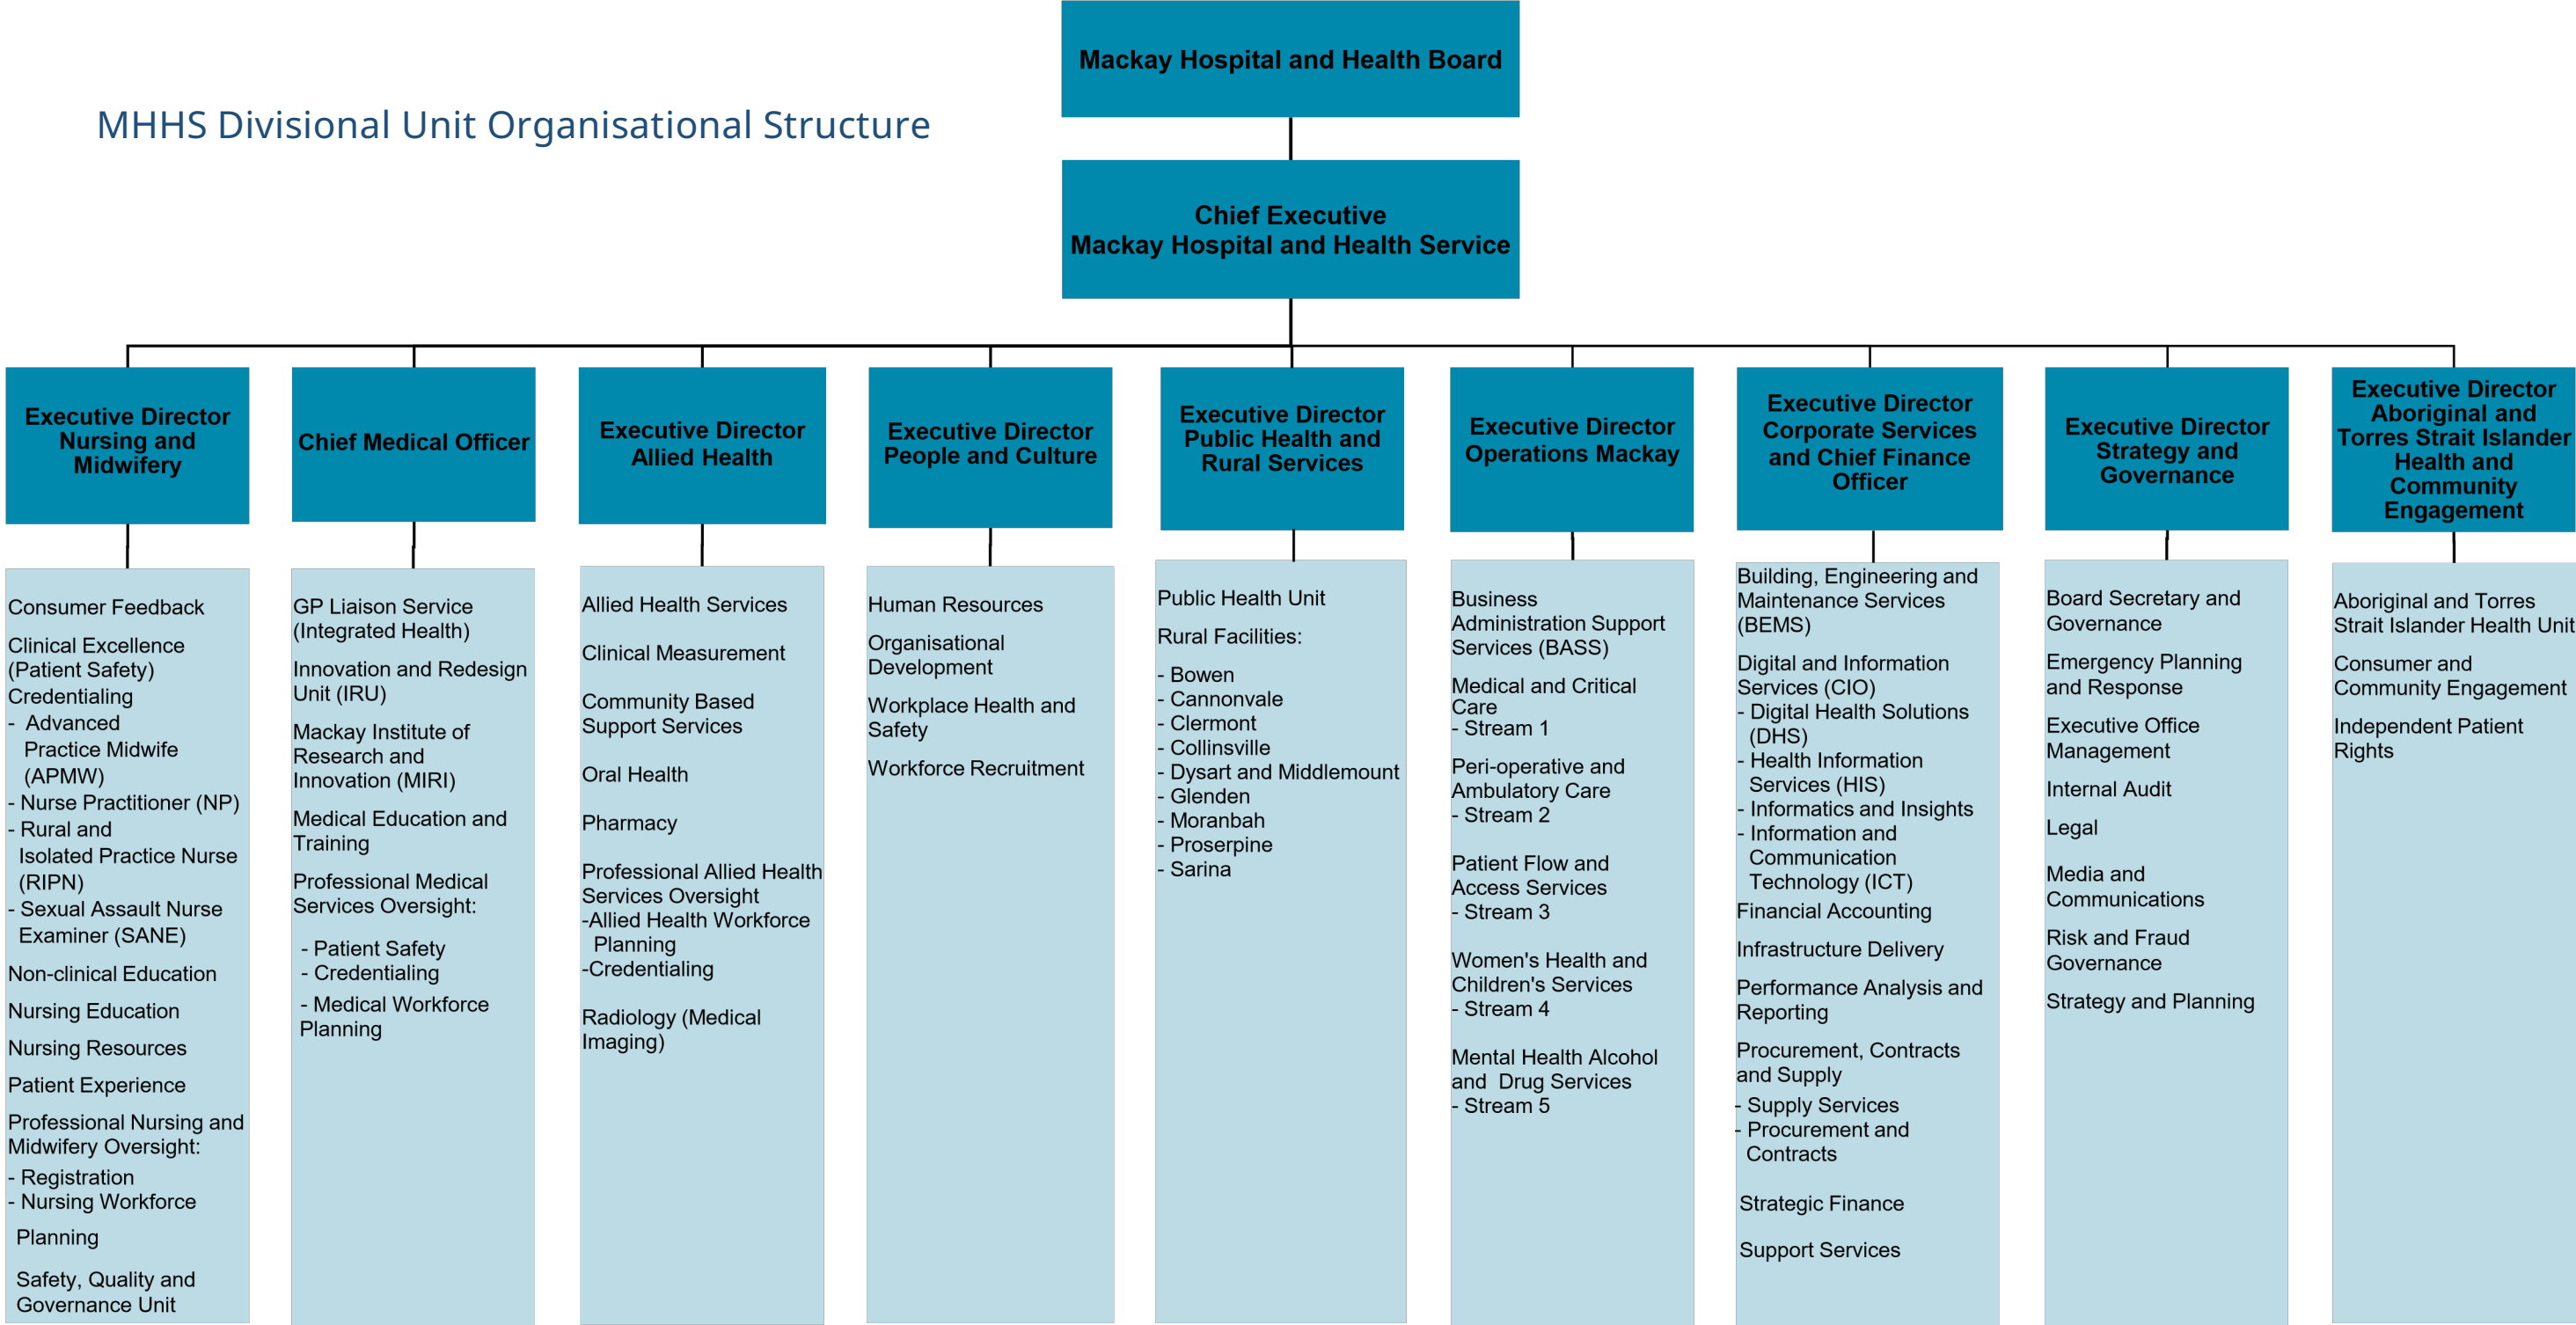 Mackay Hospital and Health Board
MHHS Divisional Unit Organisational Structure
Chief Executive
Mackay Hospital and Health Service
Executive Director
Nursing and
Midwifery
Chief Medical Officer
Executive Director
Allied Health
Executive Director
People and Culture
Executive Director
Public Health and
Rural Services
Executive Director
Operations Mackay
Executive Director
Corporate Services
and Chief Finance
Officer
Executive Director
Strategy and
Governance
Executive Director
Aboriginal and
Torres Strait Islander
Health and
Community
Engagement
Consumer Feedback
Clinical Excellence
(Patient Safety)
Credentialing
- Advanced
Practice Midwife
(APMW)
- Nurse Practitioner (NP)
- Rural and
Isolated Practice Nurse
(RIPN)
- Sexual Assault Nurse
Examiner (SANE)
Non-clinical Education
Nursing Education
Nursing Resources
Patient Experience
Professional Nursing and
Midwifery Oversight:
- Registration
- Nursing Workforce
Planning
Safety, Quality and
Governance Unit
GP Liaison Service
(Integrated Health)
Innovation and Redesign
Unit (IRU)
Mackay Institute of
Research and
Innovation (MIRI)
Medical Education and
Training
Professional Medical
Services Oversight:
- Patient Safety
- Credentialing
- Medical Workforce
Planning
Allied Health Services
Clinical Measurement
Community Based
Support Services
Oral Health
Pharmacy
Professional Allied Health
Services Oversight
-Allied Health Workforce
Planning
-Credentialing
Radiology (Medical
Imaging)
Human Resources
Organisational
Development
Workplace Health and
Safety
Workforce Recruitment
Public Health Unit
Rural Facilities:
- Bowen
- Cannonvale
- Clermont
- Collinsville
- Dysart and Middlemount
- Glenden
- Moranbah
- Proserpine
- Sarina
Business
Administration Support
Services (BASS)
Medical and Critical
Care
- Stream 1
Peri-operative and
Ambulatory Care
- Stream 2
Patient Flow and
Access Services
- Stream 3
Women's Health and
Children's Services
- Stream 4
Mental Health Alcohol
and Drug Services
- Stream 5
Building, Engineering and
Maintenance Services
(BEMS)
Digital and Information
Services (CIO)
- Digital Health Solutions
(DHS)
- Health Information
Services (HIS)
- Informatics and Insights
- Information and
Communication
Technology (ICT)
Financial Accounting
Infrastructure Delivery
Performance Analysis and
Reporting
Procurement, Contracts
and Supply
- Supply Services
- Procurement and
Contracts
Strategic Finance
Support Services
Board Secretary and
Governance
Emergency Planning
and Response
Executive Office
Management
Internal Audit
Legal
Media and
Communications
Risk and Fraud
Governance
Strategy and Planning
Aboriginal and Torres
Strait Islander Health Unit
Consumer and
Community Engagement
Independent Patient
Rights